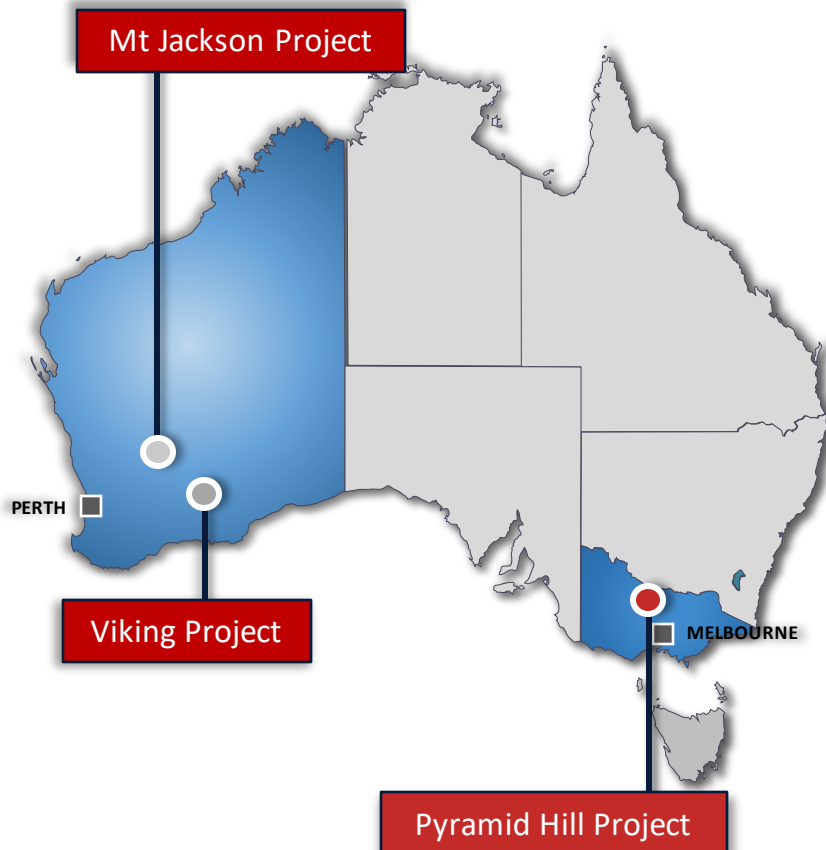 Mt Jackson Project
PERTH
Viking Project
MELBOURNE
Pyramid Hill Project